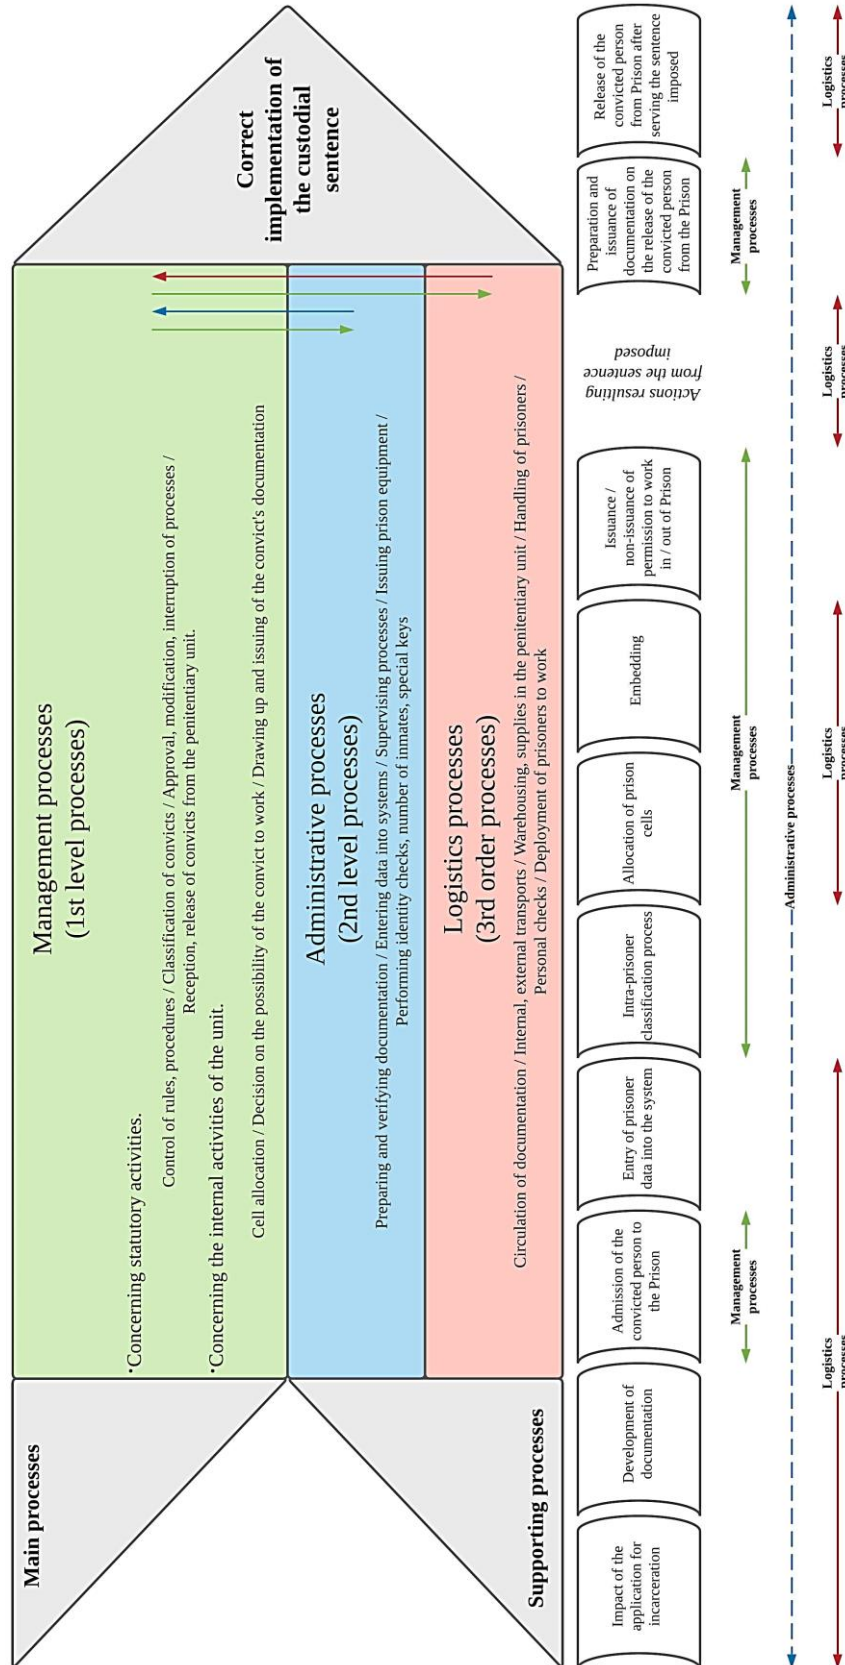 Main processes
Supporting processes
Management processes
(1st level processes)
•Concerning statutory activities.
Control of rules, procedures / Classification of convicts / Approval, modification, interruption of processes /
Reception, release of convicts from the penitentiary unit.
•Concerning the internal activities of the unit.
Cell allocation / Decision on the possibility of the convict to work / Drawing up and issuing of the convict's documentation
Administrative processes
(2nd level processes)
Preparing and verifying documentation / Entering data into systems / Supervising processes / Issuing prison equipment /
Performing identity checks, number of inmates, special keys
Logistics processes
(3rd order processes)
Circulation of documentation / Internal, external transports / Warehousing, supplies in the penitentiary unit / Handling of prisoners /
Personal checks / Deployment of prisoners to work
Correct
implementation of
the custodial
sentence
Impact of the
application for
incarceration
Development of
documentation
Admission of the
convicted person to
the Prison
Entry of prisoner
data into the system
Intra-prisoner
classification process
Allocation of prison
cells
Embedding
Issuance /
non-issuance of
permission to work
in / out of Prison
Actions resulting
from the sentence
imposed
Preparation and
issuance of
documentation on
the release of the
convicted person
from the Prison
Release of the
convicted person
from Prison after
serving the sentence
imposed
Management
processes
Management
processes
Management
processes
Administrative processes
Logistics
processes
Logistics
processes
Logistics
processes
Logistics
processes